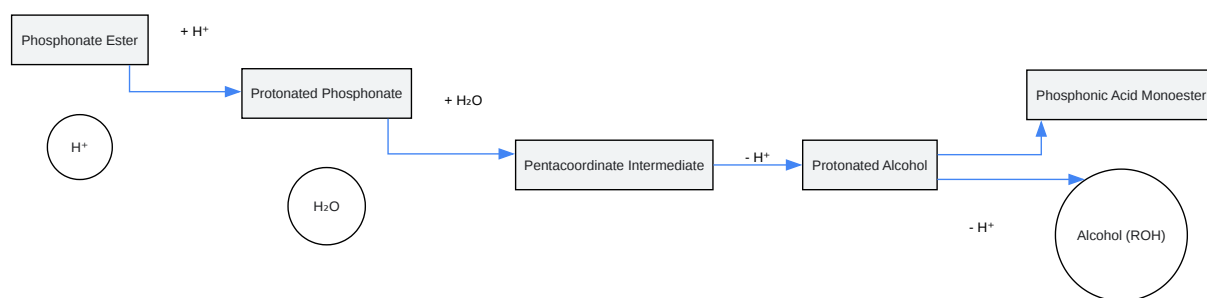 Phosphonate Ester
+ H⁺
Protonated Phosphonate
+ H₂O
H⁺
H₂O
Pentacoordinate Intermediate
- H⁺
Protonated Alcohol
Phosphonic Acid Monoester
- H⁺
Alcohol (ROH)